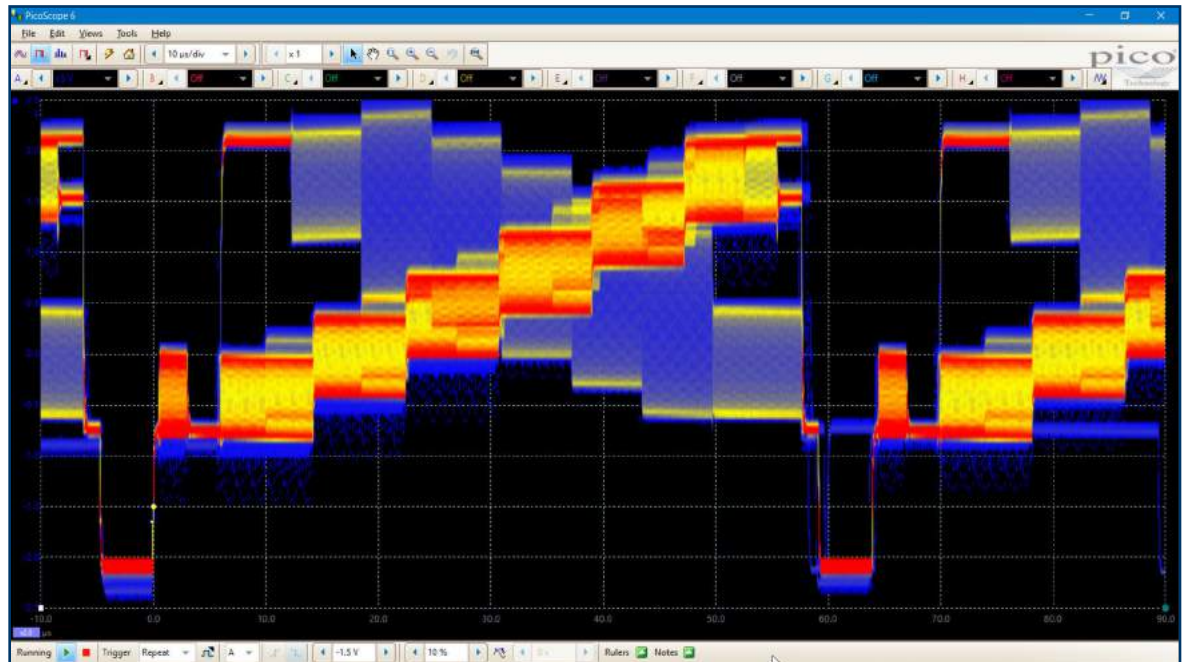 PicoScope 6
File Edit Views Tools Help
10 µs/div x 1
pico
Technology
A B Off C Off D Off E Off F Off G Off H Off
-10.0 0.0 10.0 20.0 30.0 40.0 50.0 60.0 70.0 80.0 90.0
µs
Running Trigger Repeat A -1.5 V 10 % Rulers Notes